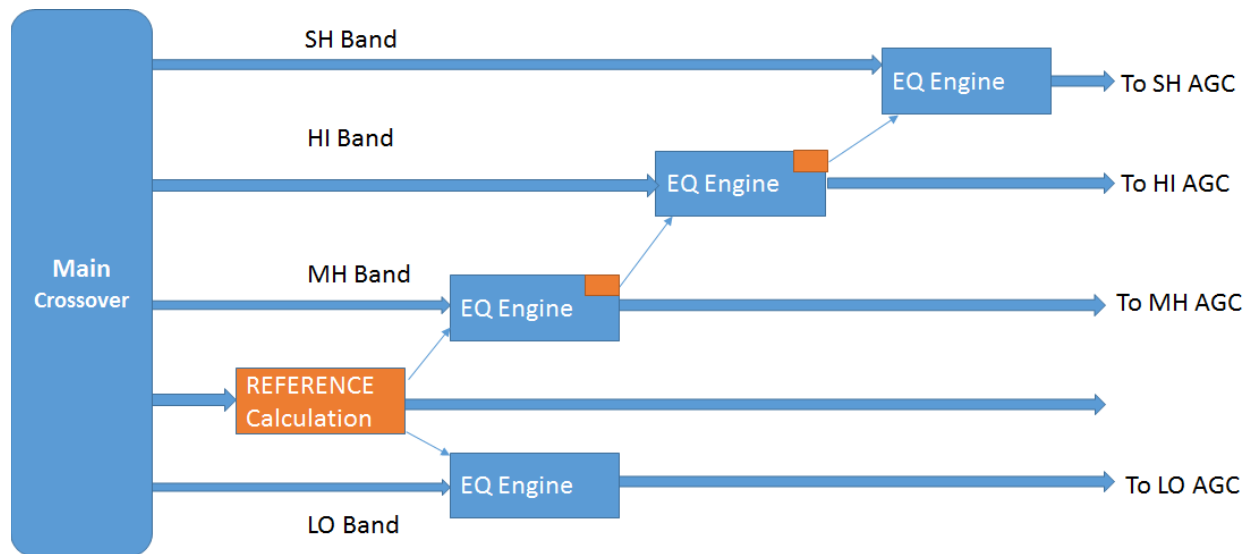 SH Band
EQ Engine
To SH AGC
HI Band
EQ Engine
To HI AGC
Main
Crossover
MH Band
EQ Engine
To MH AGC
REFERENCE
Calculation
EQ Engine
To LO AGC
LO Band